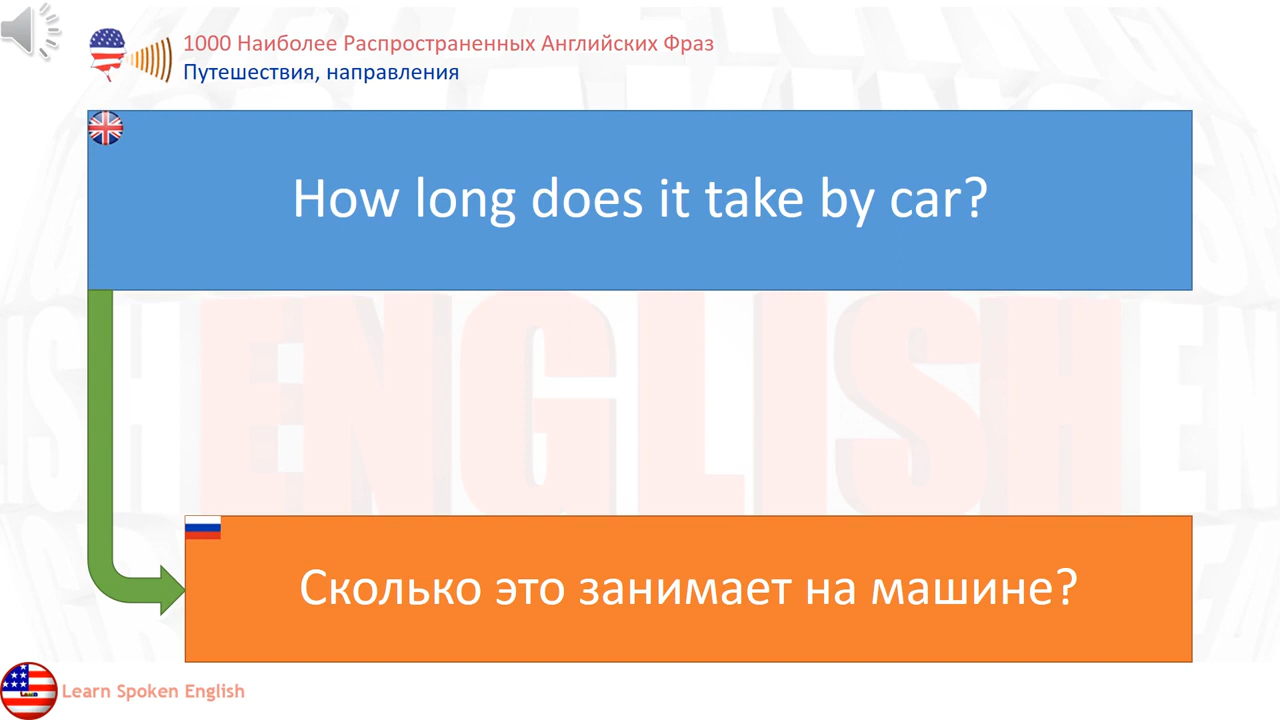 1000 Наиболее Распространенных Английских Фраз
Путешествия, направления
How long does it take by car?
ENGLISH
Сколько это занимает на машине?
Learn Spoken English